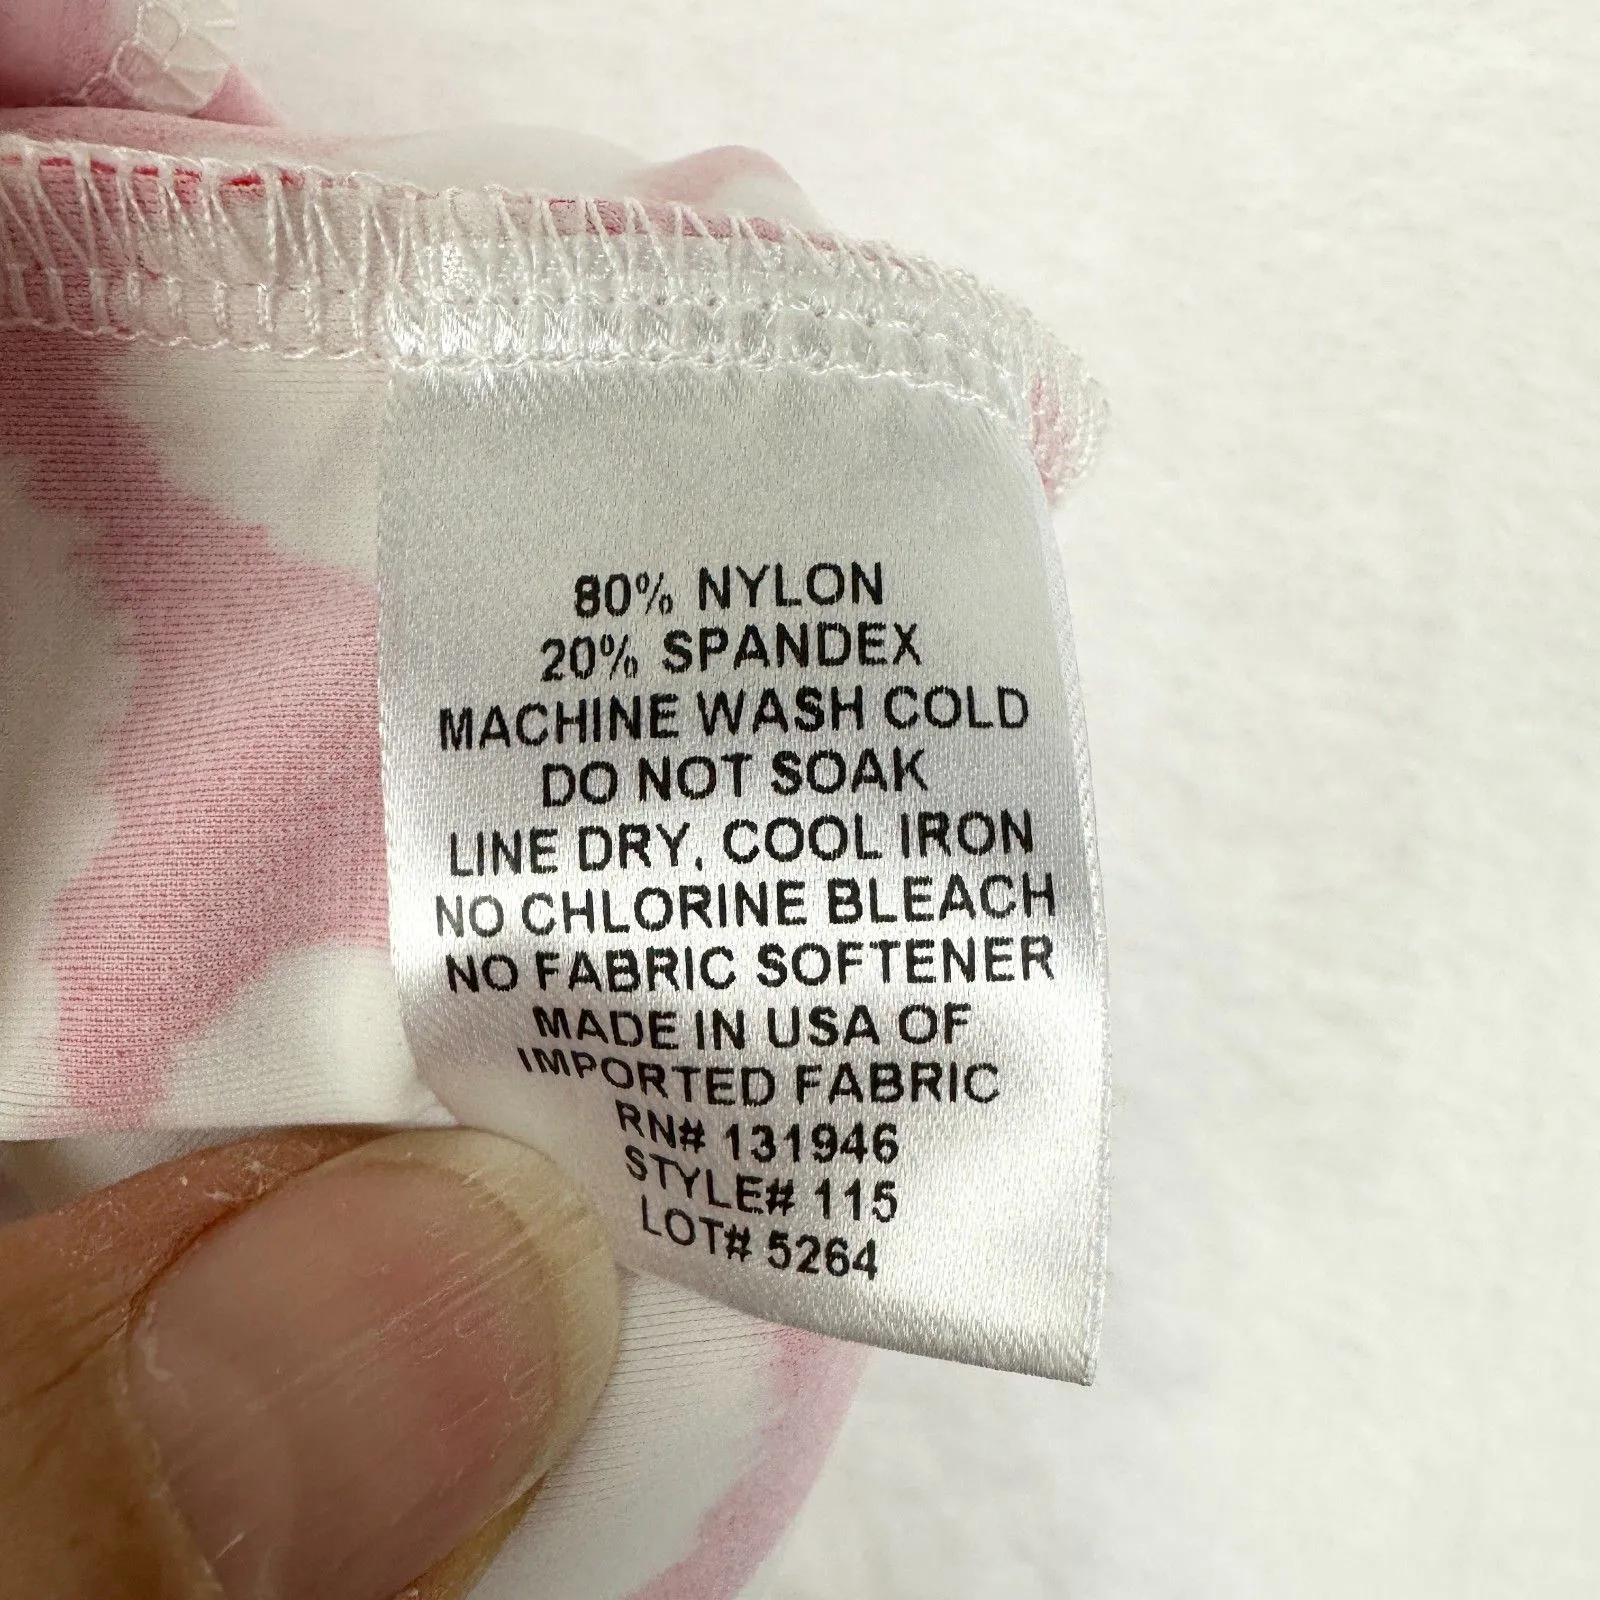 80% NYLON
20% SPANDEX
MACHINE WASH COLD
DO NOT SOAK
LINE DRY, COOL IRON
NO CHLORINE BLEACH
NO FABRIC SOFTENER
MADE IN USA OF
IMPORTED FABRIC
RN# 131946
STYLE# 115
LOT# 5264